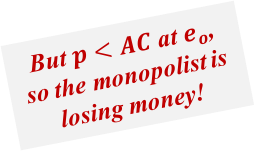 But p < AC at e₀,
so the monopolist is
losing money!